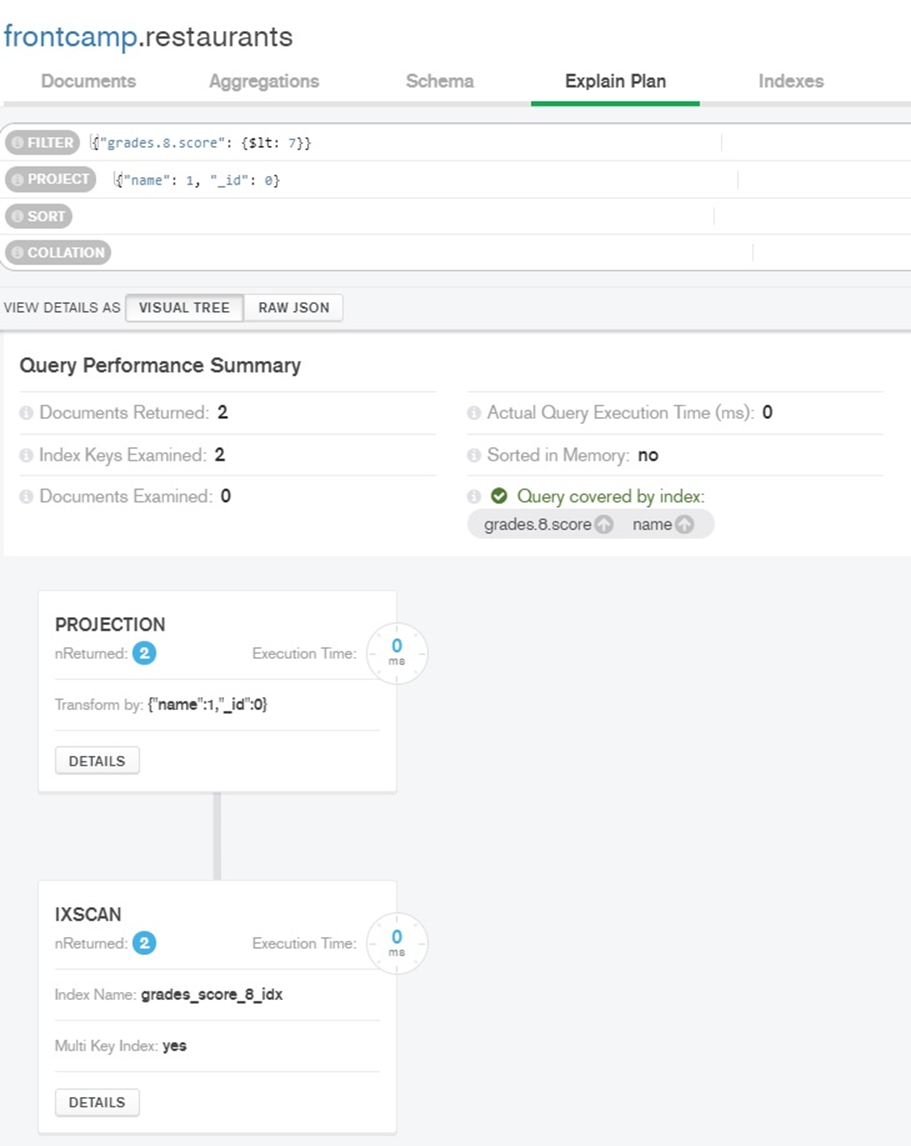 frontcamp.restaurants
Documents Aggregations Schema Explain Plan Indexes
FILTER {"grades.8.score": {$lt: 7}}
PROJECT {"name": 1, "_id": 0}
SORT
COLLATION
VIEW DETAILS AS VISUAL TREE RAW JSON
Query Performance Summary
Documents Returned: 2 Actual Query Execution Time (ms): 0
Index Keys Examined: 2 Sorted in Memory: no
Documents Examined: 0 Query covered by index:
grades.8.score name
PROJECTION
nReturned: 2 Execution Time: 0 ms
Transform by: {"name":1,"_id":0}
DETAILS
IXSCAN
nReturned: 2 Execution Time: 0 ms
Index Name: grades_score_8_idx
Multi Key Index: yes
DETAILS